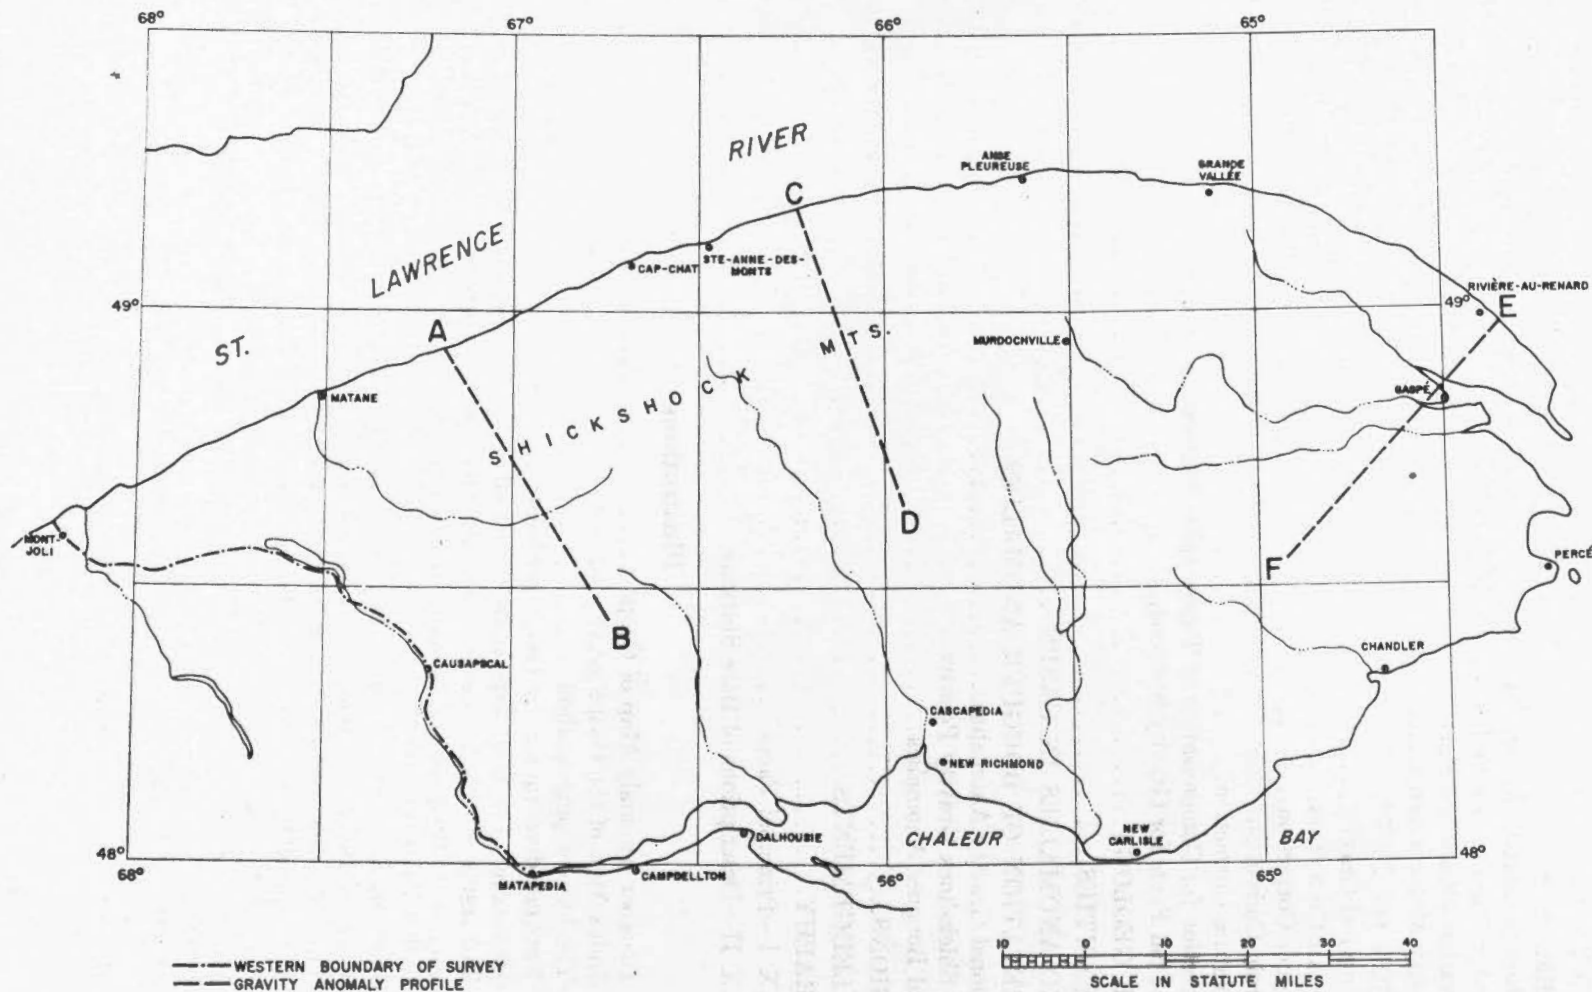 68°
67°
66°
65°
RIVER
ANSE
PLEUREUSE
GRANDE
VALLÉE
C
LAWRENCE
STE-ANNE-DES-
MONTS
CAP-CHAT
RIVIÈRE-AU-RENARD
49°
49°
E
A
ST.
MTS.
MURDOCHVILLE
SHICKSHOCK
MATANE
GASPÉ
D
MONT-
JOLI
F
PERCÉ
B
CAUSAPSCAL
CHANDLER
CASCAPEDIA
NEW RICHMOND
DALHOUSIE
CHALEUR
NEW
CARLISLE
BAY
48°
48°
68°
MATAPEDIA
CAMPDELLTON
56°
65°
WESTERN BOUNDARY OF SURVEY
GRAVITY ANOMALY PROFILE
10 0 10 20 30 40
SCALE IN STATUTE MILES